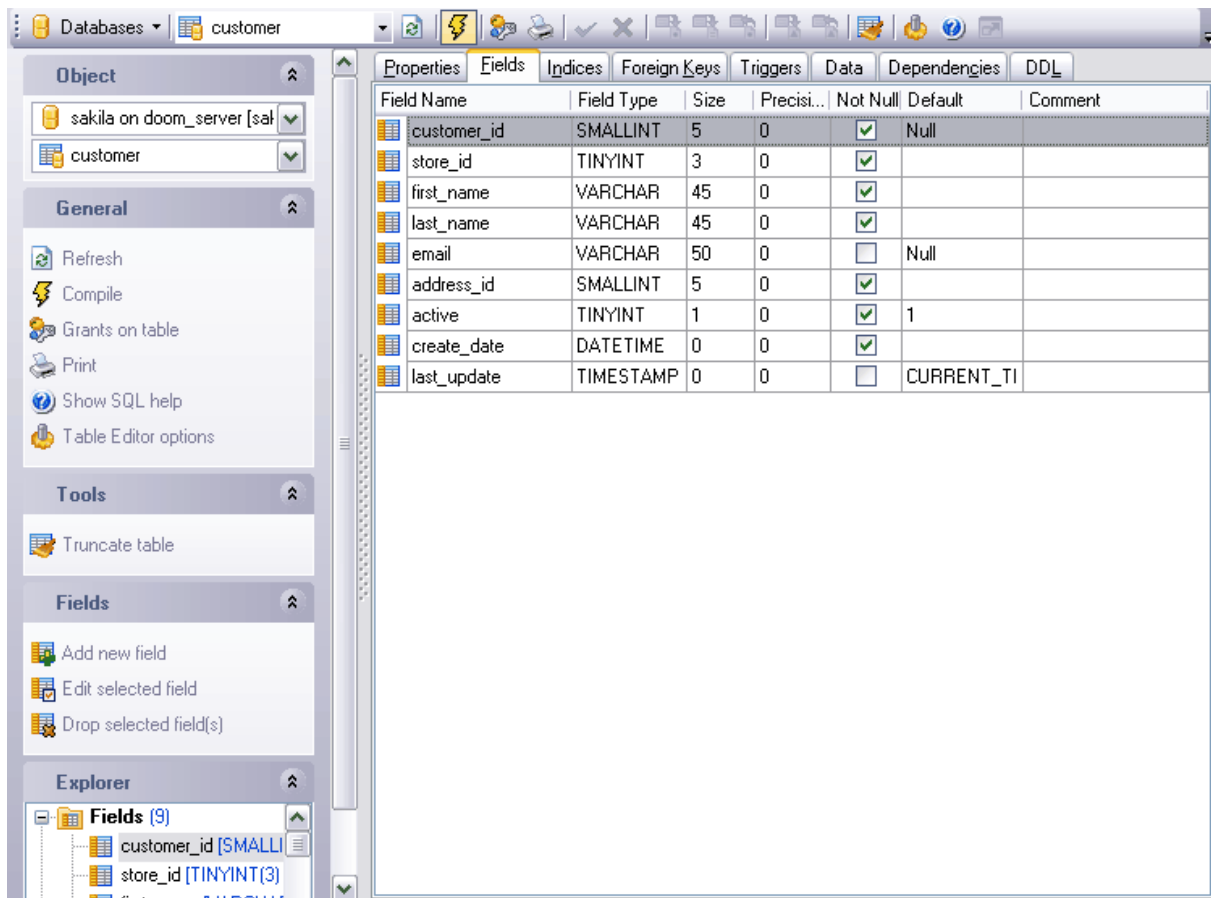 Databases customer
Object
sakila on doom_server [sal
customer
General
Refresh
Compile
Grants on table
Print
Show SQL help
Table Editor options
Tools
Truncate table
Fields
Add new field
Edit selected field
Drop selected field(s)
Explorer
Fields (9)
customer_id [SMALLI
store_id [TINYINT(3)
Properties Fields Indices Foreign Keys Triggers Data Dependencies DDL
Field Name Field Type Size Precisi... Not Null Default Comment
customer_id SMALLINT 5 0 Null
store_id TINYINT 3 0
first_name VARCHAR 45 0
last_name VARCHAR 45 0
email VARCHAR 50 0 Null
address_id SMALLINT 5 0
active TINYINT 1 0 1
create_date DATETIME 0 0
last_update TIMESTAMP 0 0 CURRENT_TI